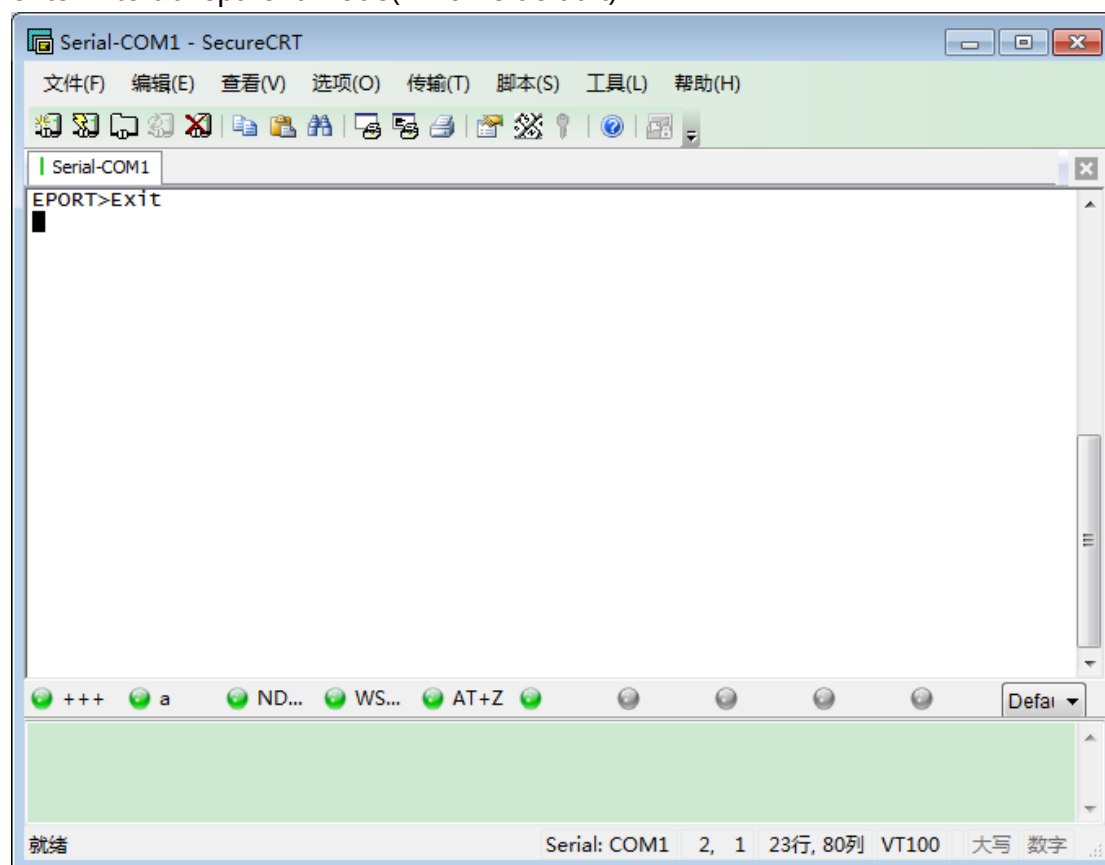 Serial-COM1 - SecureCRT
文件(F) 编辑(E) 查看(V) 选项(O) 传输(T) 脚本(S) 工具(L) 帮助(H)
Serial-COM1
EPORT>Exit
+++ a ND... WS... AT+Z Defau
就绪 Serial: COM1 2, 1 23行, 80列 VT100 大写 数字